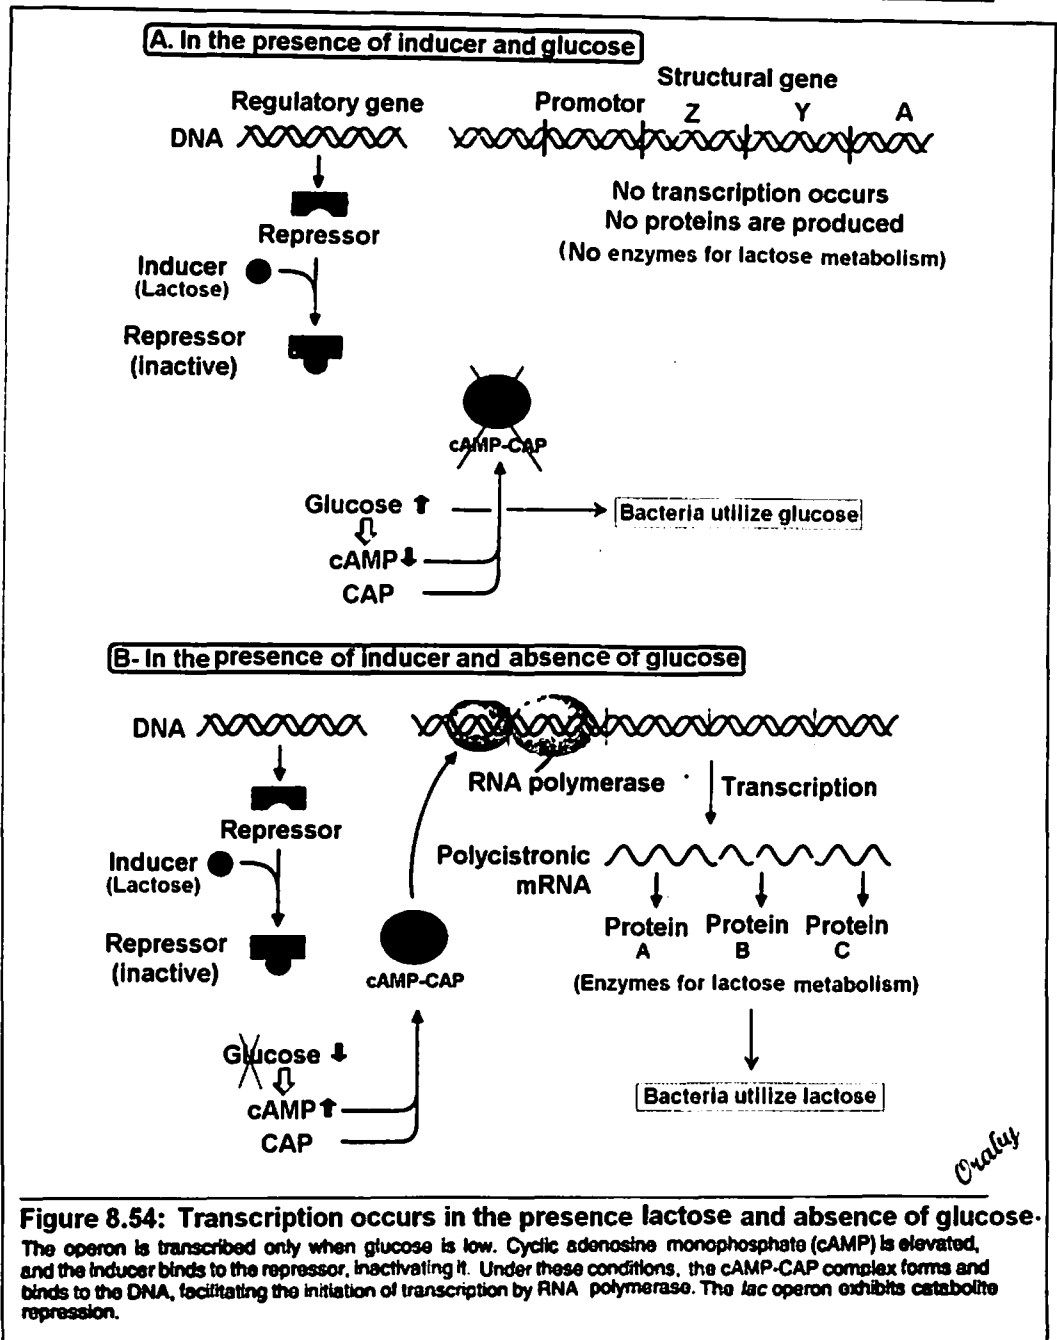 A. In the presence of inducer and glucose
Structural gene
Regulatory gene
Promotor
Z
Y
A
DNA
No transcription occurs
No proteins are produced
(No enzymes for lactose metabolism)
Repressor
Inducer
(Lactose)
Repressor
(inactive)
cAMP-CAP
Glucose
Bacteria utilize glucose
cAMP
CAP
B- In the presence of inducer and absence of glucose
DNA
RNA polymerase
Transcription
Repressor
Inducer
(Lactose)
Polycistronic
mRNA
Protein
A
Protein
B
Protein
C
Repressor
(inactive)
cAMP-CAP
(Enzymes for lactose metabolism)
Glucose
cAMP
CAP
Bacteria utilize lactose
Oraby
Figure 8.54: Transcription occurs in the presence lactose and absence of glucose.
The operon is transcribed only when glucose is low. Cyclic adenosine monophosphate (cAMP) is elevated,
and the inducer binds to the repressor, inactivating it. Under these conditions, the cAMP-CAP complex forms and
binds to the DNA, facilitating the initiation of transcription by RNA polymerase. The lac operon exhibits catabolite
repression.